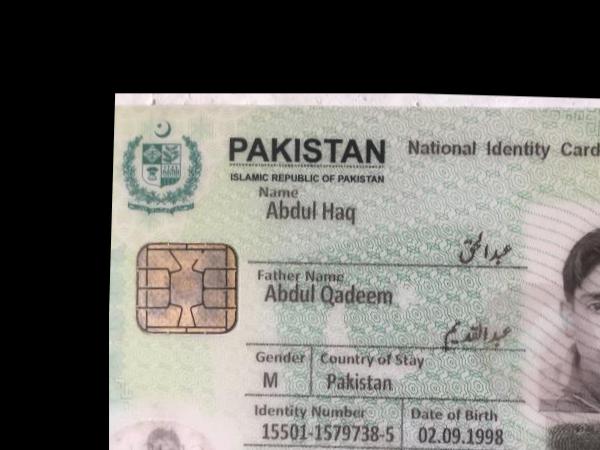 PAKISTAN National Identity Card
ISLAMIC REPUBLIC OF PAKISTAN
Name
Abdul Haq
عبدالحق
Father Name
Abdul Qadeem
عبدالقدیم
Gender Country of Stay
M Pakistan
Identity Number Date of Birth
15501-1579738-5 02.09.1998